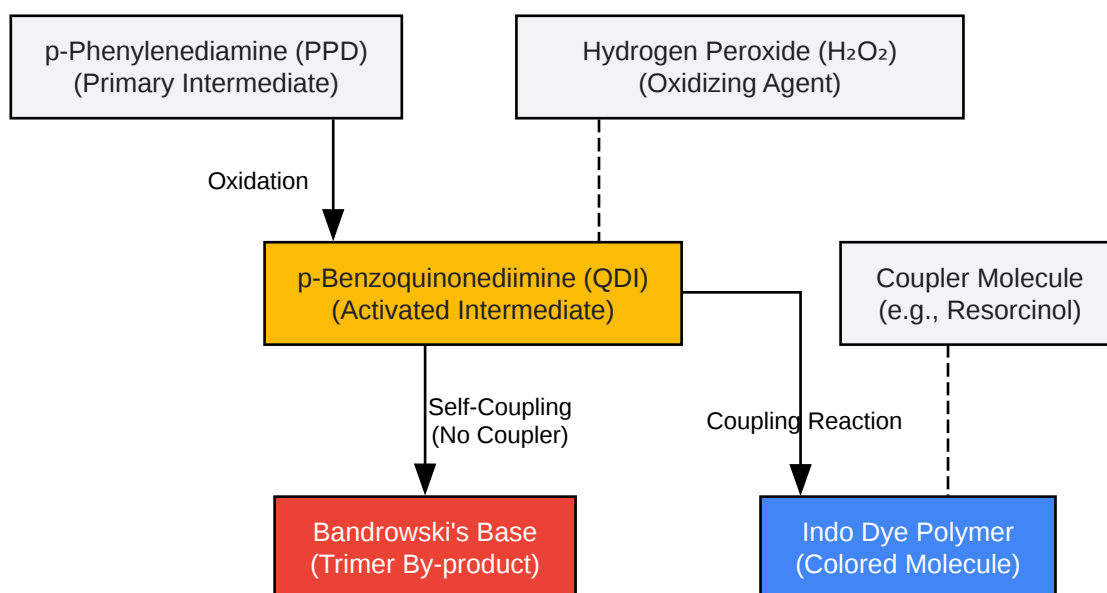 p-Phenylenediamine (PPD)
(Primary Intermediate)
Hydrogen Peroxide (H₂O₂)
(Oxidizing Agent)
Oxidation
p-Benzoquinonediimine (QDI)
(Activated Intermediate)
Coupler Molecule
(e.g., Resorcinol)
Self-Coupling
(No Coupler)
Coupling Reaction
Bandrowski's Base
(Trimer By-product)
Indo Dye Polymer
(Colored Molecule)